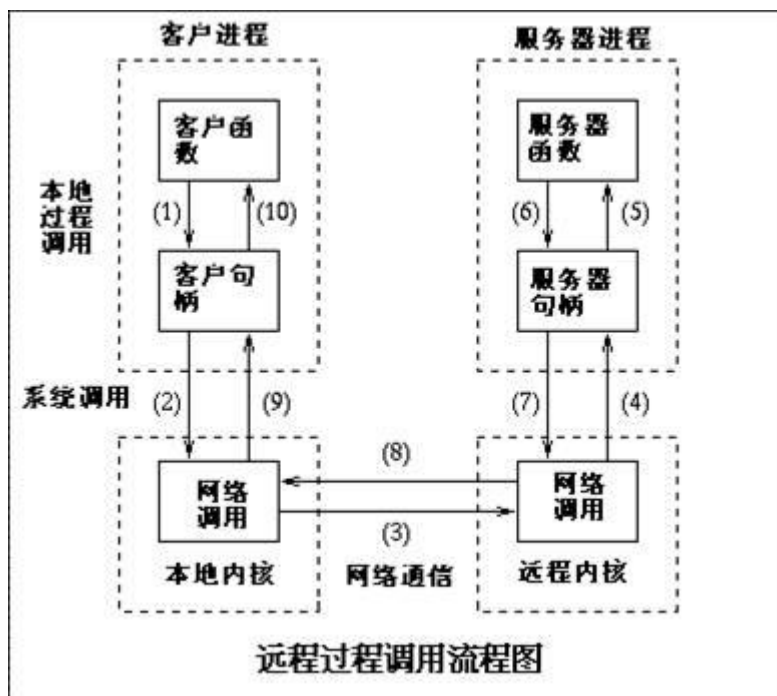 客户进程
服务器进程
客户函
数
服务器
函数
本地
过程
调用
(1)
(10)
(6)
(5)
客户句
柄
服务器
句柄
系统调用
(2)
(9)
(7)
(4)
(8)
网络
调用
网络
调用
(3)
本地内核
网络通信
远程内核
远程过程调用流程图